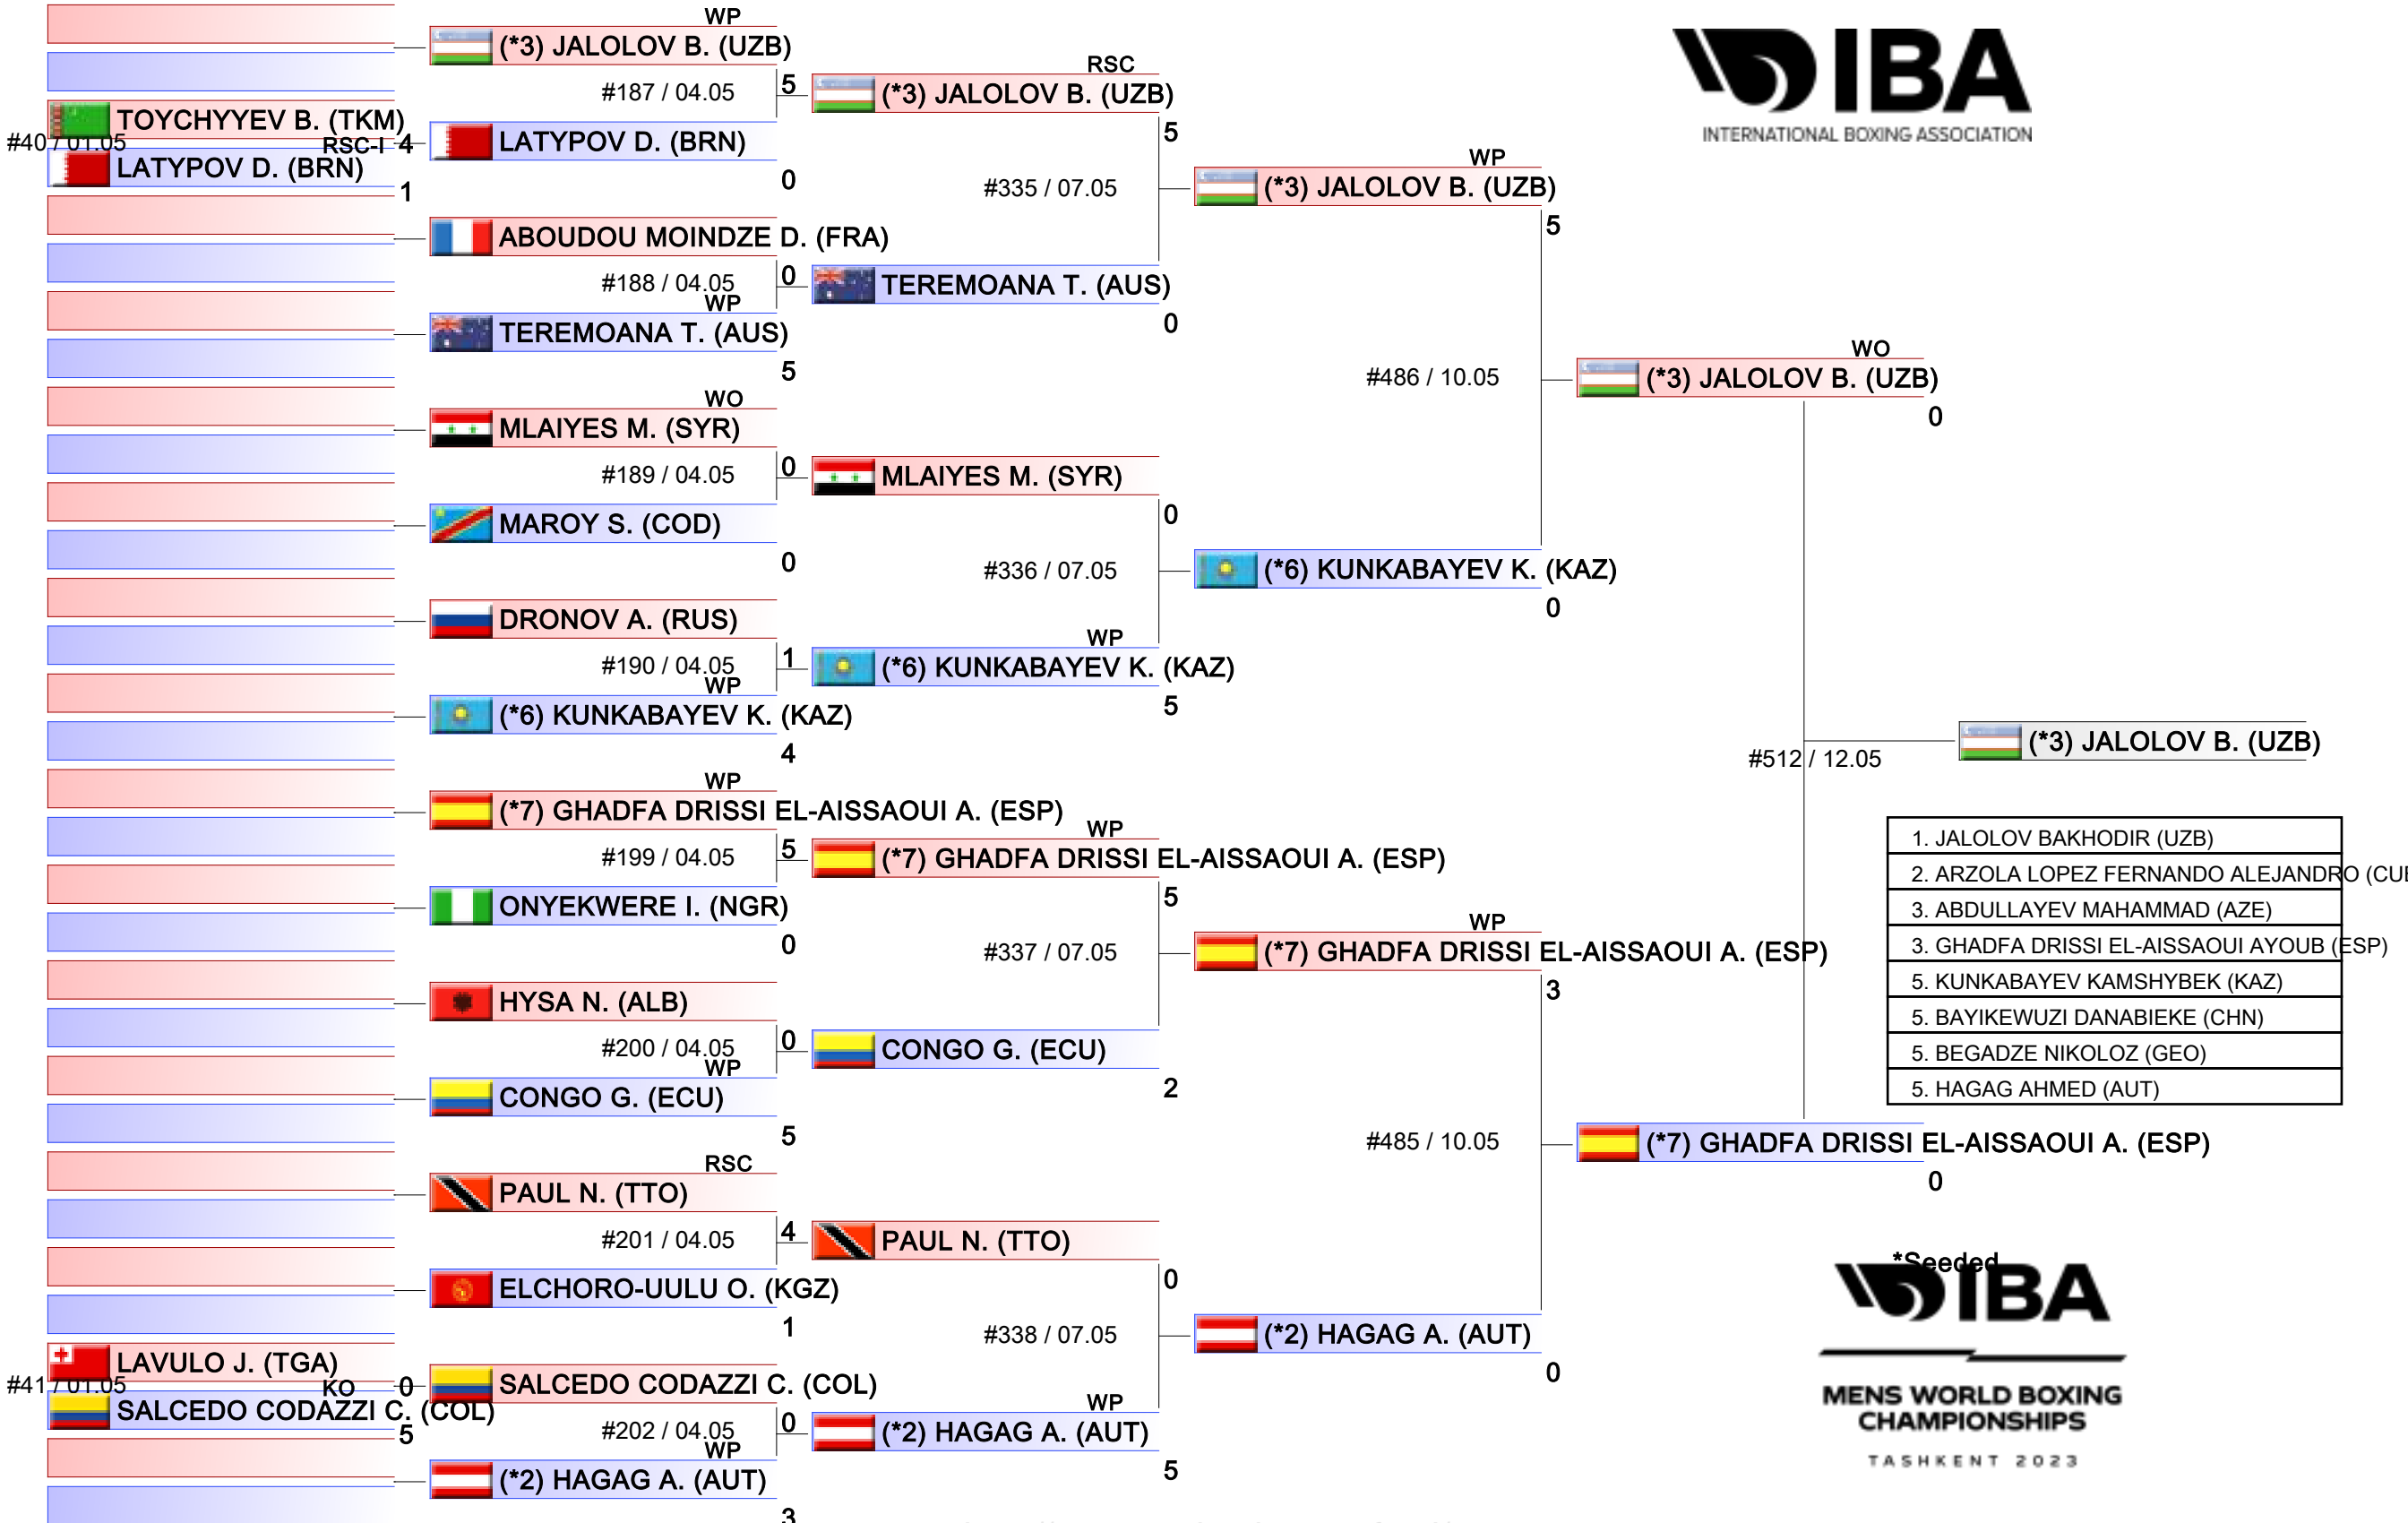 WP
(*3) JALOLOV B. (UZB)
#187 / 04.05
5
LATYPOV D. (BRN)
0
TOYCHYYEV B. (TKM)
#40 / 01.05
RSC-I
4
LATYPOV D. (BRN)
1
ABOUDOU MOINDZE D. (FRA)
#188 / 04.05
0
WP
TEREMOANA T. (AUS)
5
WO
MLAIYES M. (SYR)
#189 / 04.05
0
MAROY S. (COD)
0
DRONOV A. (RUS)
#190 / 04.05
1
WP
(*6) KUNKABAYEV K. (KAZ)
4
WP
(*7) GHADFA DRISSI EL-AISSAOUI A. (ESP)
#199 / 04.05
5
ONYEKWERE I. (NGR)
0
HYSA N. (ALB)
#200 / 04.05
0
WP
CONGO G. (ECU)
5
RSC
PAUL N. (TTO)
#201 / 04.05
4
ELCHORO-UULU O. (KGZ)
1
LAVULO J. (TGA)
#41 / 01.05
KO
0
SALCEDO CODAZZI C. (COL)
5
SALCEDO CODAZZI C. (COL)
#202 / 04.05
0
WP
(*2) HAGAG A. (AUT)
3
RSC
(*3) JALOLOV B. (UZB)
5
#335 / 07.05
TEREMOANA T. (AUS)
0
MLAIYES M. (SYR)
0
#336 / 07.05
WP
(*6) KUNKABAYEV K. (KAZ)
5
WP
(*7) GHADFA DRISSI EL-AISSAOUI A. (ESP)
5
#337 / 07.05
CONGO G. (ECU)
2
PAUL N. (TTO)
0
#338 / 07.05
WP
(*2) HAGAG A. (AUT)
5
WP
(*3) JALOLOV B. (UZB)
5
#486 / 10.05
(*6) KUNKABAYEV K. (KAZ)
0
WP
(*7) GHADFA DRISSI EL-AISSAOUI A. (ESP)
3
#485 / 10.05
(*2) HAGAG A. (AUT)
0
WO
(*3) JALOLOV B. (UZB)
0
#512 / 12.05
(*7) GHADFA DRISSI EL-AISSAOUI A. (ESP)
0
(*3) JALOLOV B. (UZB)
IBA
INTERNATIONAL BOXING ASSOCIATION
1. JALOLOV BAKHODIR (UZB)
2. ARZOLA LOPEZ FERNANDO ALEJANDRO (CU
3. ABDULLAYEV MAHAMMAD (AZE)
3. GHADFA DRISSI EL-AISSAOUI AYOUB (ESP)
5. KUNKABAYEV KAMSHYBEK (KAZ)
5. BAYIKEWUZI DANABIEKE (CHN)
5. BEGADZE NIKOLOZ (GEO)
5. HAGAG AHMED (AUT)
*Seeded
IBA
MENS WORLD BOXING
CHAMPIONSHIPS
TASHKENT 2023